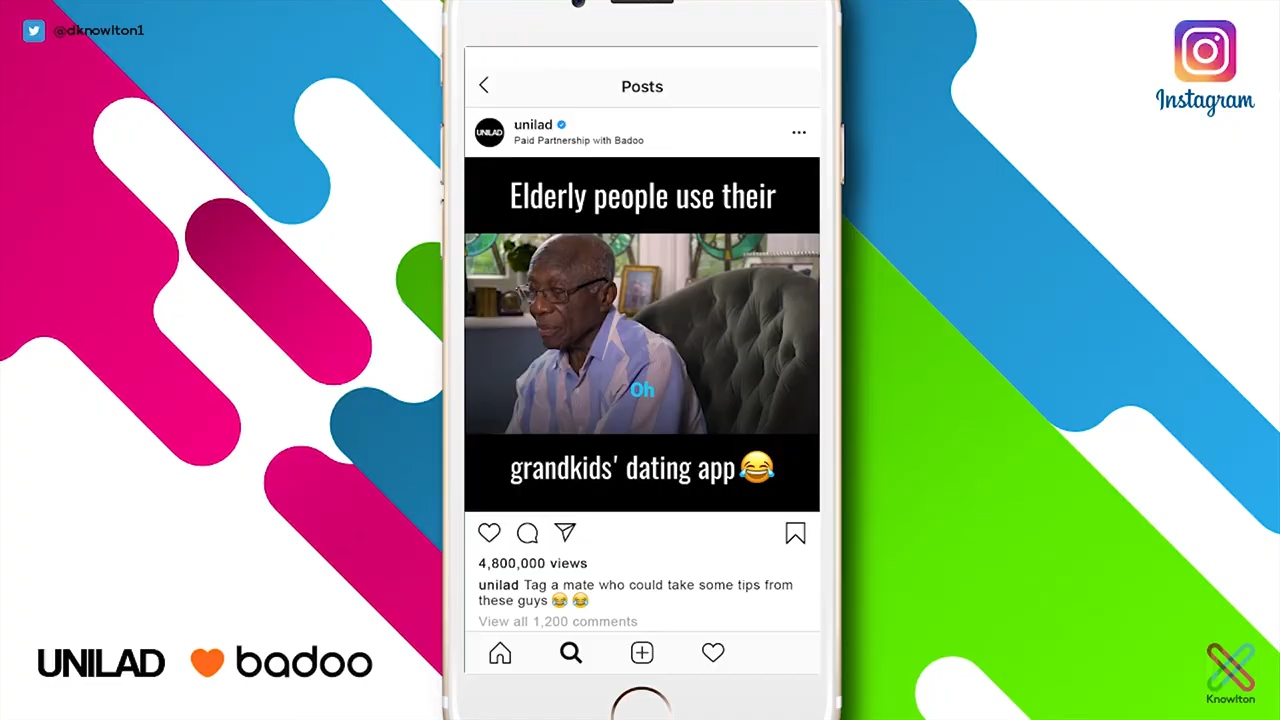 @dknowlton1
Instagram
Posts
UNILAD
unilad
Paid Partnership with Badoo
Elderly people use their
Oh
grandkids' dating app😂
4,800,000 views
unilad Tag a mate who could take some tips from
these guys 😂 😂
View all 1,200 comments
UNILAD badoo
Knowlton